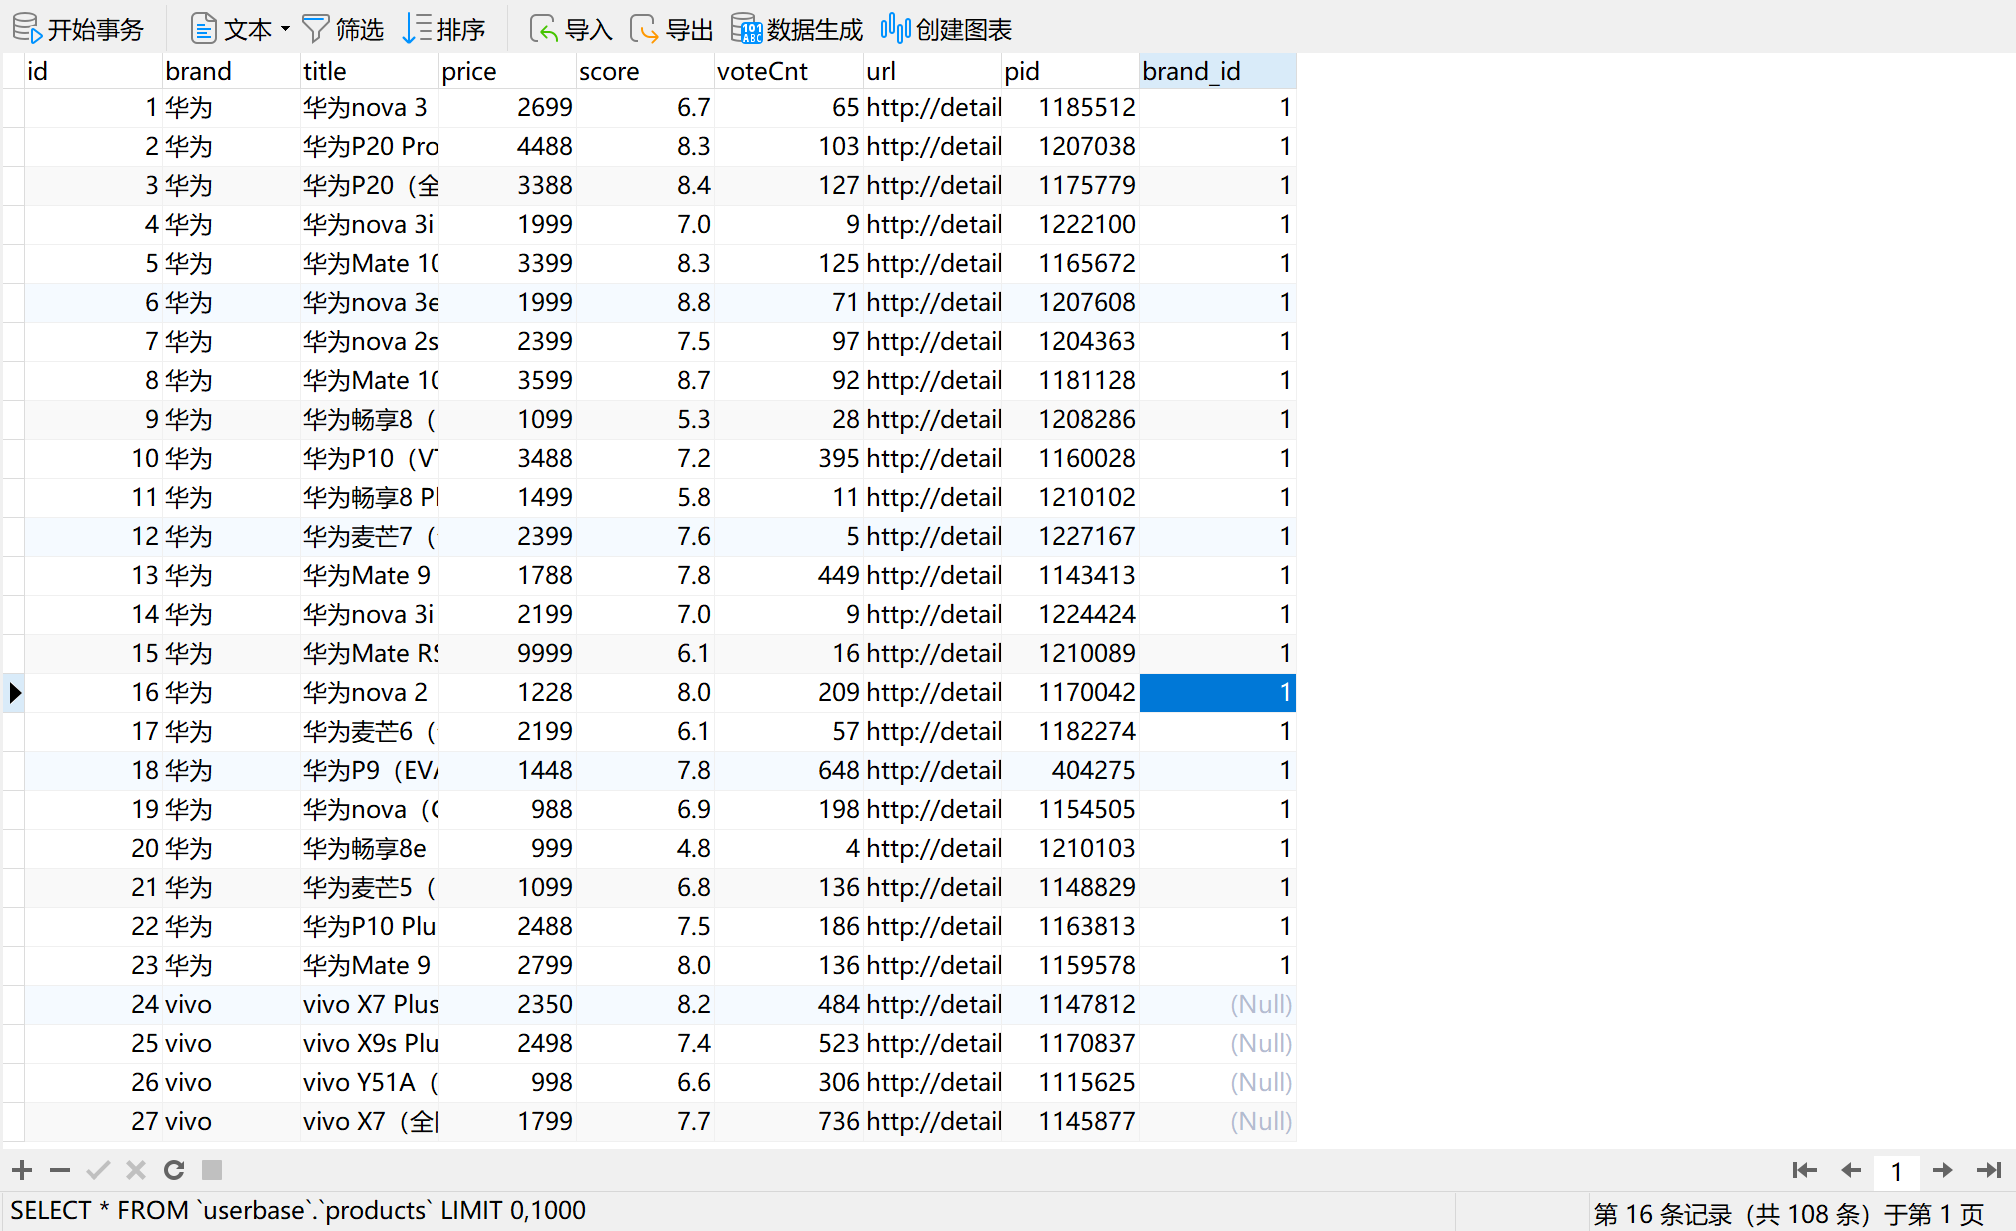 开始事务 文本 筛选 排序 导入 导出 数据生成 创建图表
id brand title price score voteCnt url pid brand_id
1 华为 华为nova 3 2699 6.7 65 http://detail 1185512 1
2 华为 华为P20 Pro 4488 8.3 103 http://detail 1207038 1
3 华为 华为P20（全 3388 8.4 127 http://detail 1175779 1
4 华为 华为nova 3i 1999 7.0 9 http://detail 1222100 1
5 华为 华为Mate 10 3399 8.3 125 http://detail 1165672 1
6 华为 华为nova 3e 1999 8.8 71 http://detail 1207608 1
7 华为 华为nova 2s 2399 7.5 97 http://detail 1204363 1
8 华为 华为Mate 10 3599 8.7 92 http://detail 1181128 1
9 华为 华为畅享8（ 1099 5.3 28 http://detail 1208286 1
10 华为 华为P10（VT 3488 7.2 395 http://detail 1160028 1
11 华为 华为畅享8 Pl 1499 5.8 11 http://detail 1210102 1
12 华为 华为麦芒7（ 2399 7.6 5 http://detail 1227167 1
13 华为 华为Mate 9 1788 7.8 449 http://detail 1143413 1
14 华为 华为nova 3i 2199 7.0 9 http://detail 1224424 1
15 华为 华为Mate RS 9999 6.1 16 http://detail 1210089 1
16 华为 华为nova 2 1228 8.0 209 http://detail 1170042 1
17 华为 华为麦芒6（ 2199 6.1 57 http://detail 1182274 1
18 华为 华为P9（EVA 1448 7.8 648 http://detail 404275 1
19 华为 华为nova（C 988 6.9 198 http://detail 1154505 1
20 华为 华为畅享8e 999 4.8 4 http://detail 1210103 1
21 华为 华为麦芒5（ 1099 6.8 136 http://detail 1148829 1
22 华为 华为P10 Plu 2488 7.5 186 http://detail 1163813 1
23 华为 华为Mate 9 2799 8.0 136 http://detail 1159578 1
24 vivo vivo X7 Plus 2350 8.2 484 http://detail 1147812 (Null)
25 vivo vivo X9s Plu 2498 7.4 523 http://detail 1170837 (Null)
26 vivo vivo Y51A（ 998 6.6 306 http://detail 1115625 (Null)
27 vivo vivo X7（全 1799 7.7 736 http://detail 1145877 (Null)
1
SELECT * FROM `userbase`.`products` LIMIT 0,1000 第 16 条记录（共 108 条）于第 1 页